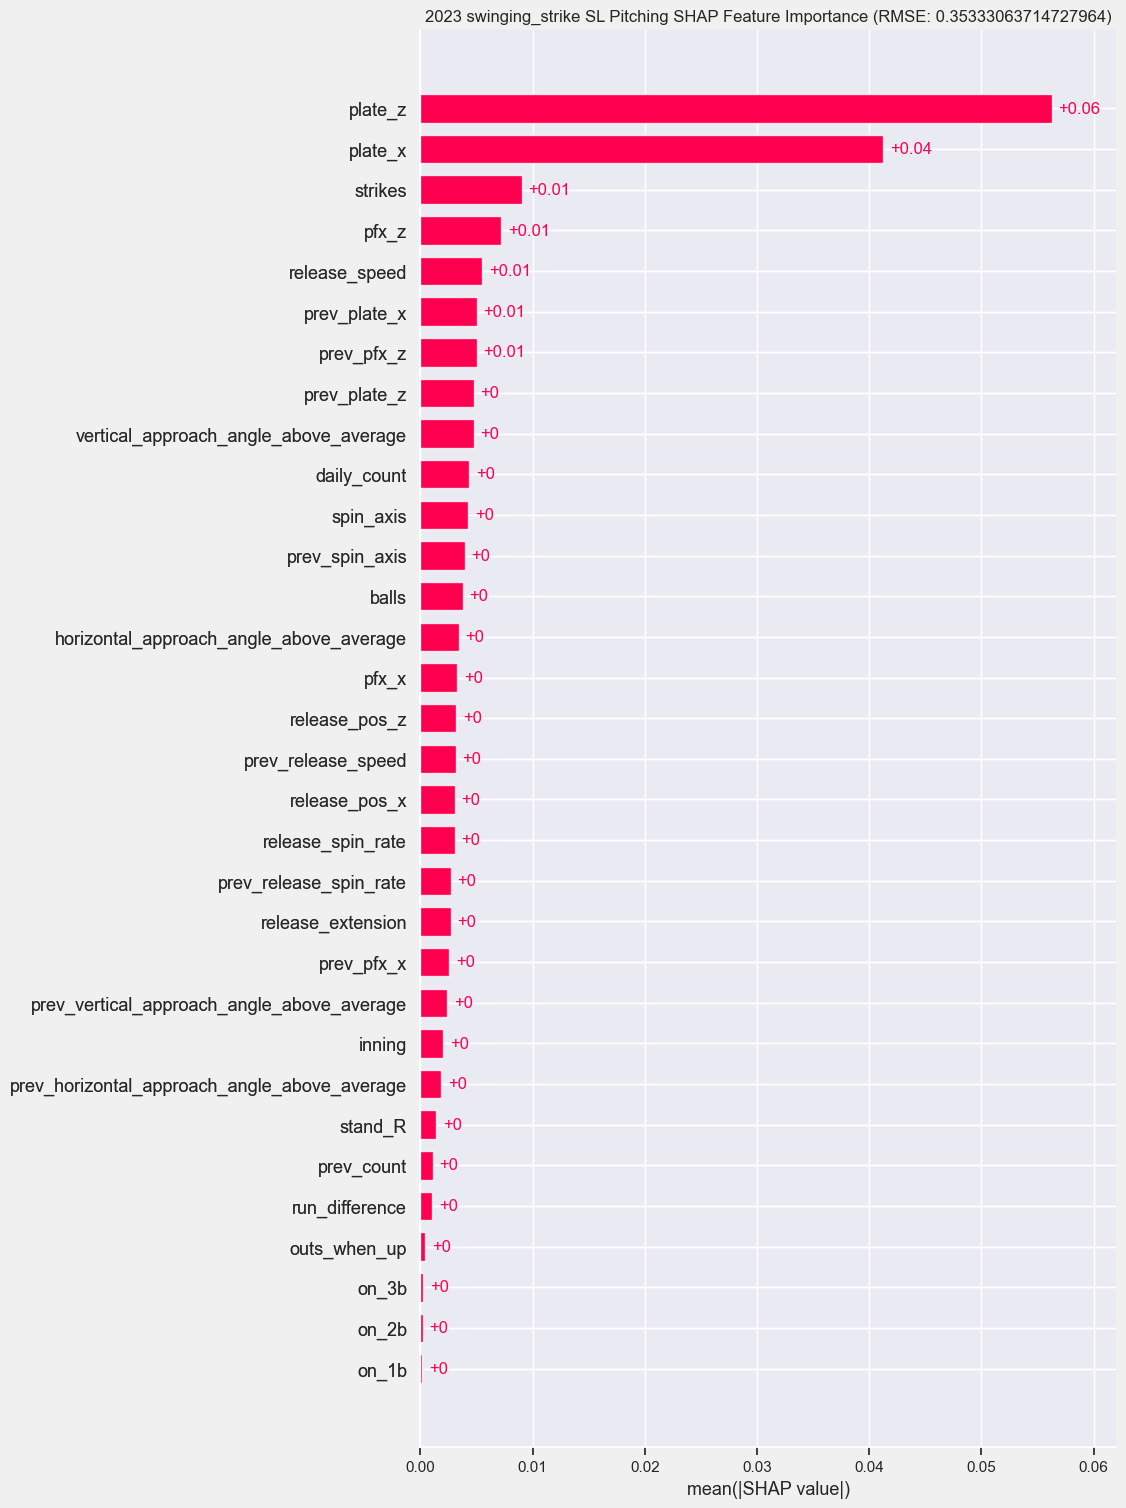 2023 swinging_strike SL Pitching SHAP Feature Importance (RMSE: 0.35333063714727964)
plate_z +0.06
plate_x +0.04
strikes +0.01
pfx_z +0.01
release_speed +0.01
prev_plate_x +0.01
prev_pfx_z +0.01
prev_plate_z +0
vertical_approach_angle_above_average +0
daily_count +0
spin_axis +0
prev_spin_axis +0
balls +0
horizontal_approach_angle_above_average +0
pfx_x +0
release_pos_z +0
prev_release_speed +0
release_pos_x +0
release_spin_rate +0
prev_release_spin_rate +0
release_extension +0
prev_pfx_x +0
prev_vertical_approach_angle_above_average +0
inning +0
prev_horizontal_approach_angle_above_average +0
stand_R +0
prev_count +0
run_difference +0
outs_when_up +0
on_3b +0
on_2b +0
on_1b +0
0.00 0.01 0.02 0.03 0.04 0.05 0.06
mean(|SHAP value|)